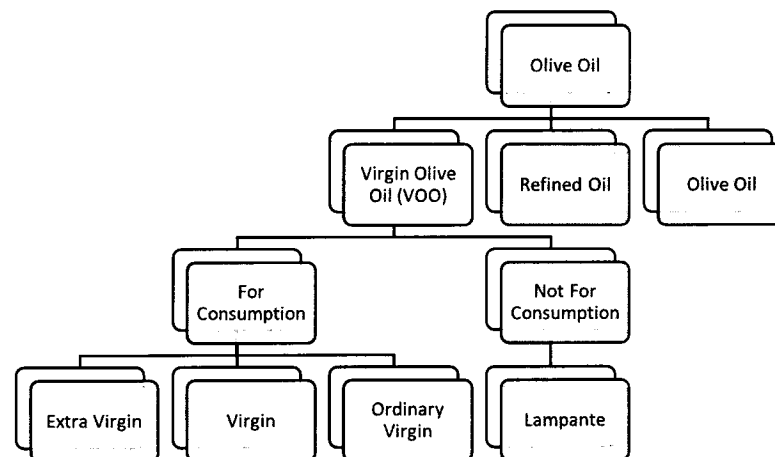 Olive Oil
Virgin Olive
Oil (VOO)
Refined Oil
Olive Oil
For
Consumption
Not For
Consumption
Extra Virgin
Virgin
Ordinary
Virgin
Lampante